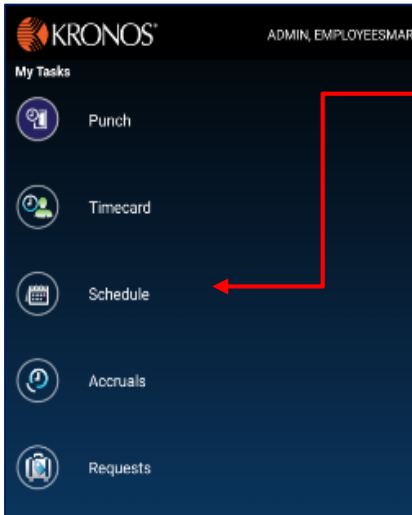 KRONOS
ADMIN, EMPLOYEESMAR
My Tasks
Punch
Timecard
Schedule
Accruals
Requests